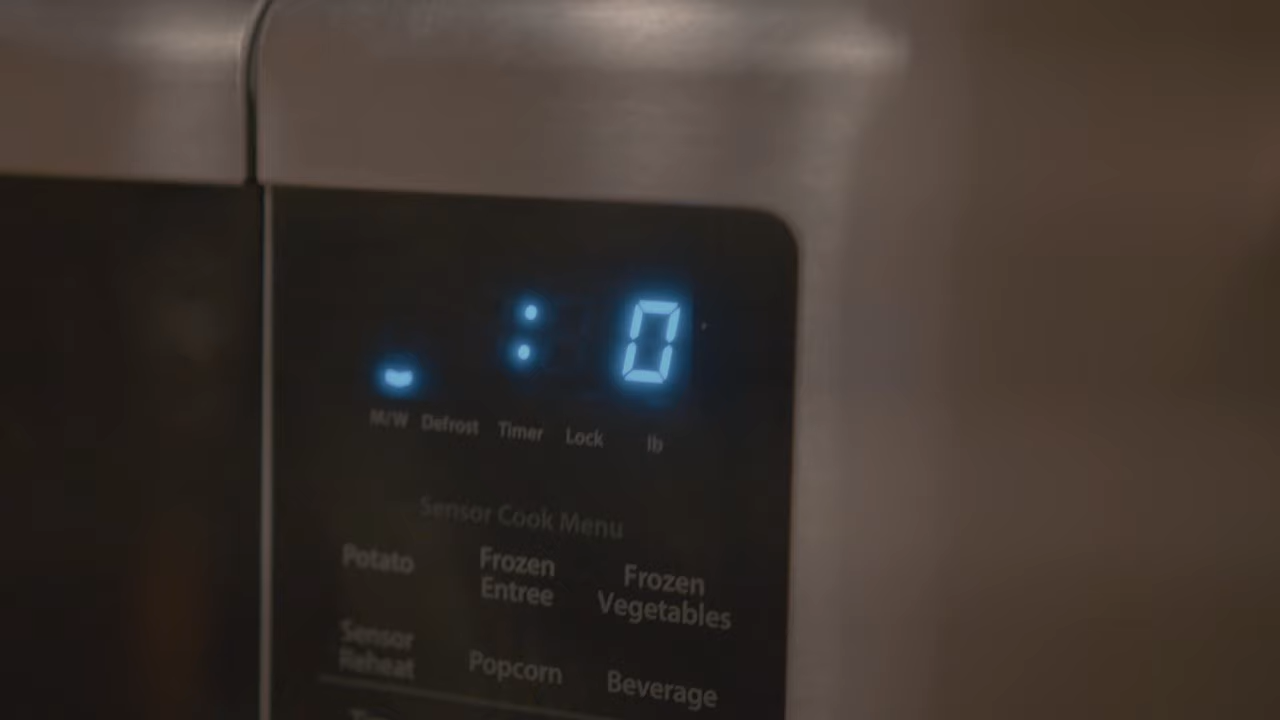 :0
M/W Defrost Timer Lock lb
Sensor Cook Menu
Potato
Frozen
Entree
Frozen
Vegetables
Sensor
Reheat
Popcorn
Beverage